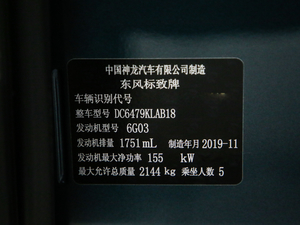 中国神龙汽车有限公司制造
东风标致牌
车辆识别代号
整车型号 DC6479KLAB18
发动机型号 6G03
发动机排量 1751mL 制造年月 2019-11
发动机最大净功率 155 kW
最大允许总质量 2144 kg 乘坐人数 5